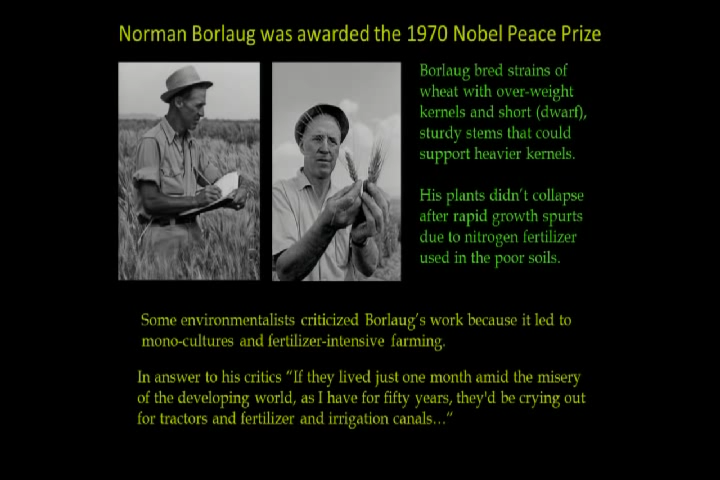 Norman Borlaug was awarded the 1970 Nobel Peace Prize
Borlaug bred strains of
wheat with over-weight
kernels and short (dwarf),
sturdy stems that could
support heavier kernels.
His plants didn't collapse
after rapid growth spurts
due to nitrogen fertilizer
used in the poor soils.
Some environmentalists criticized Borlaug's work because it led to
mono-cultures and fertilizer-intensive farming.
In answer to his critics "If they lived just one month amid the misery
of the developing world, as I have for fifty years, they'd be crying out
for tractors and fertilizer and irrigation canals..."